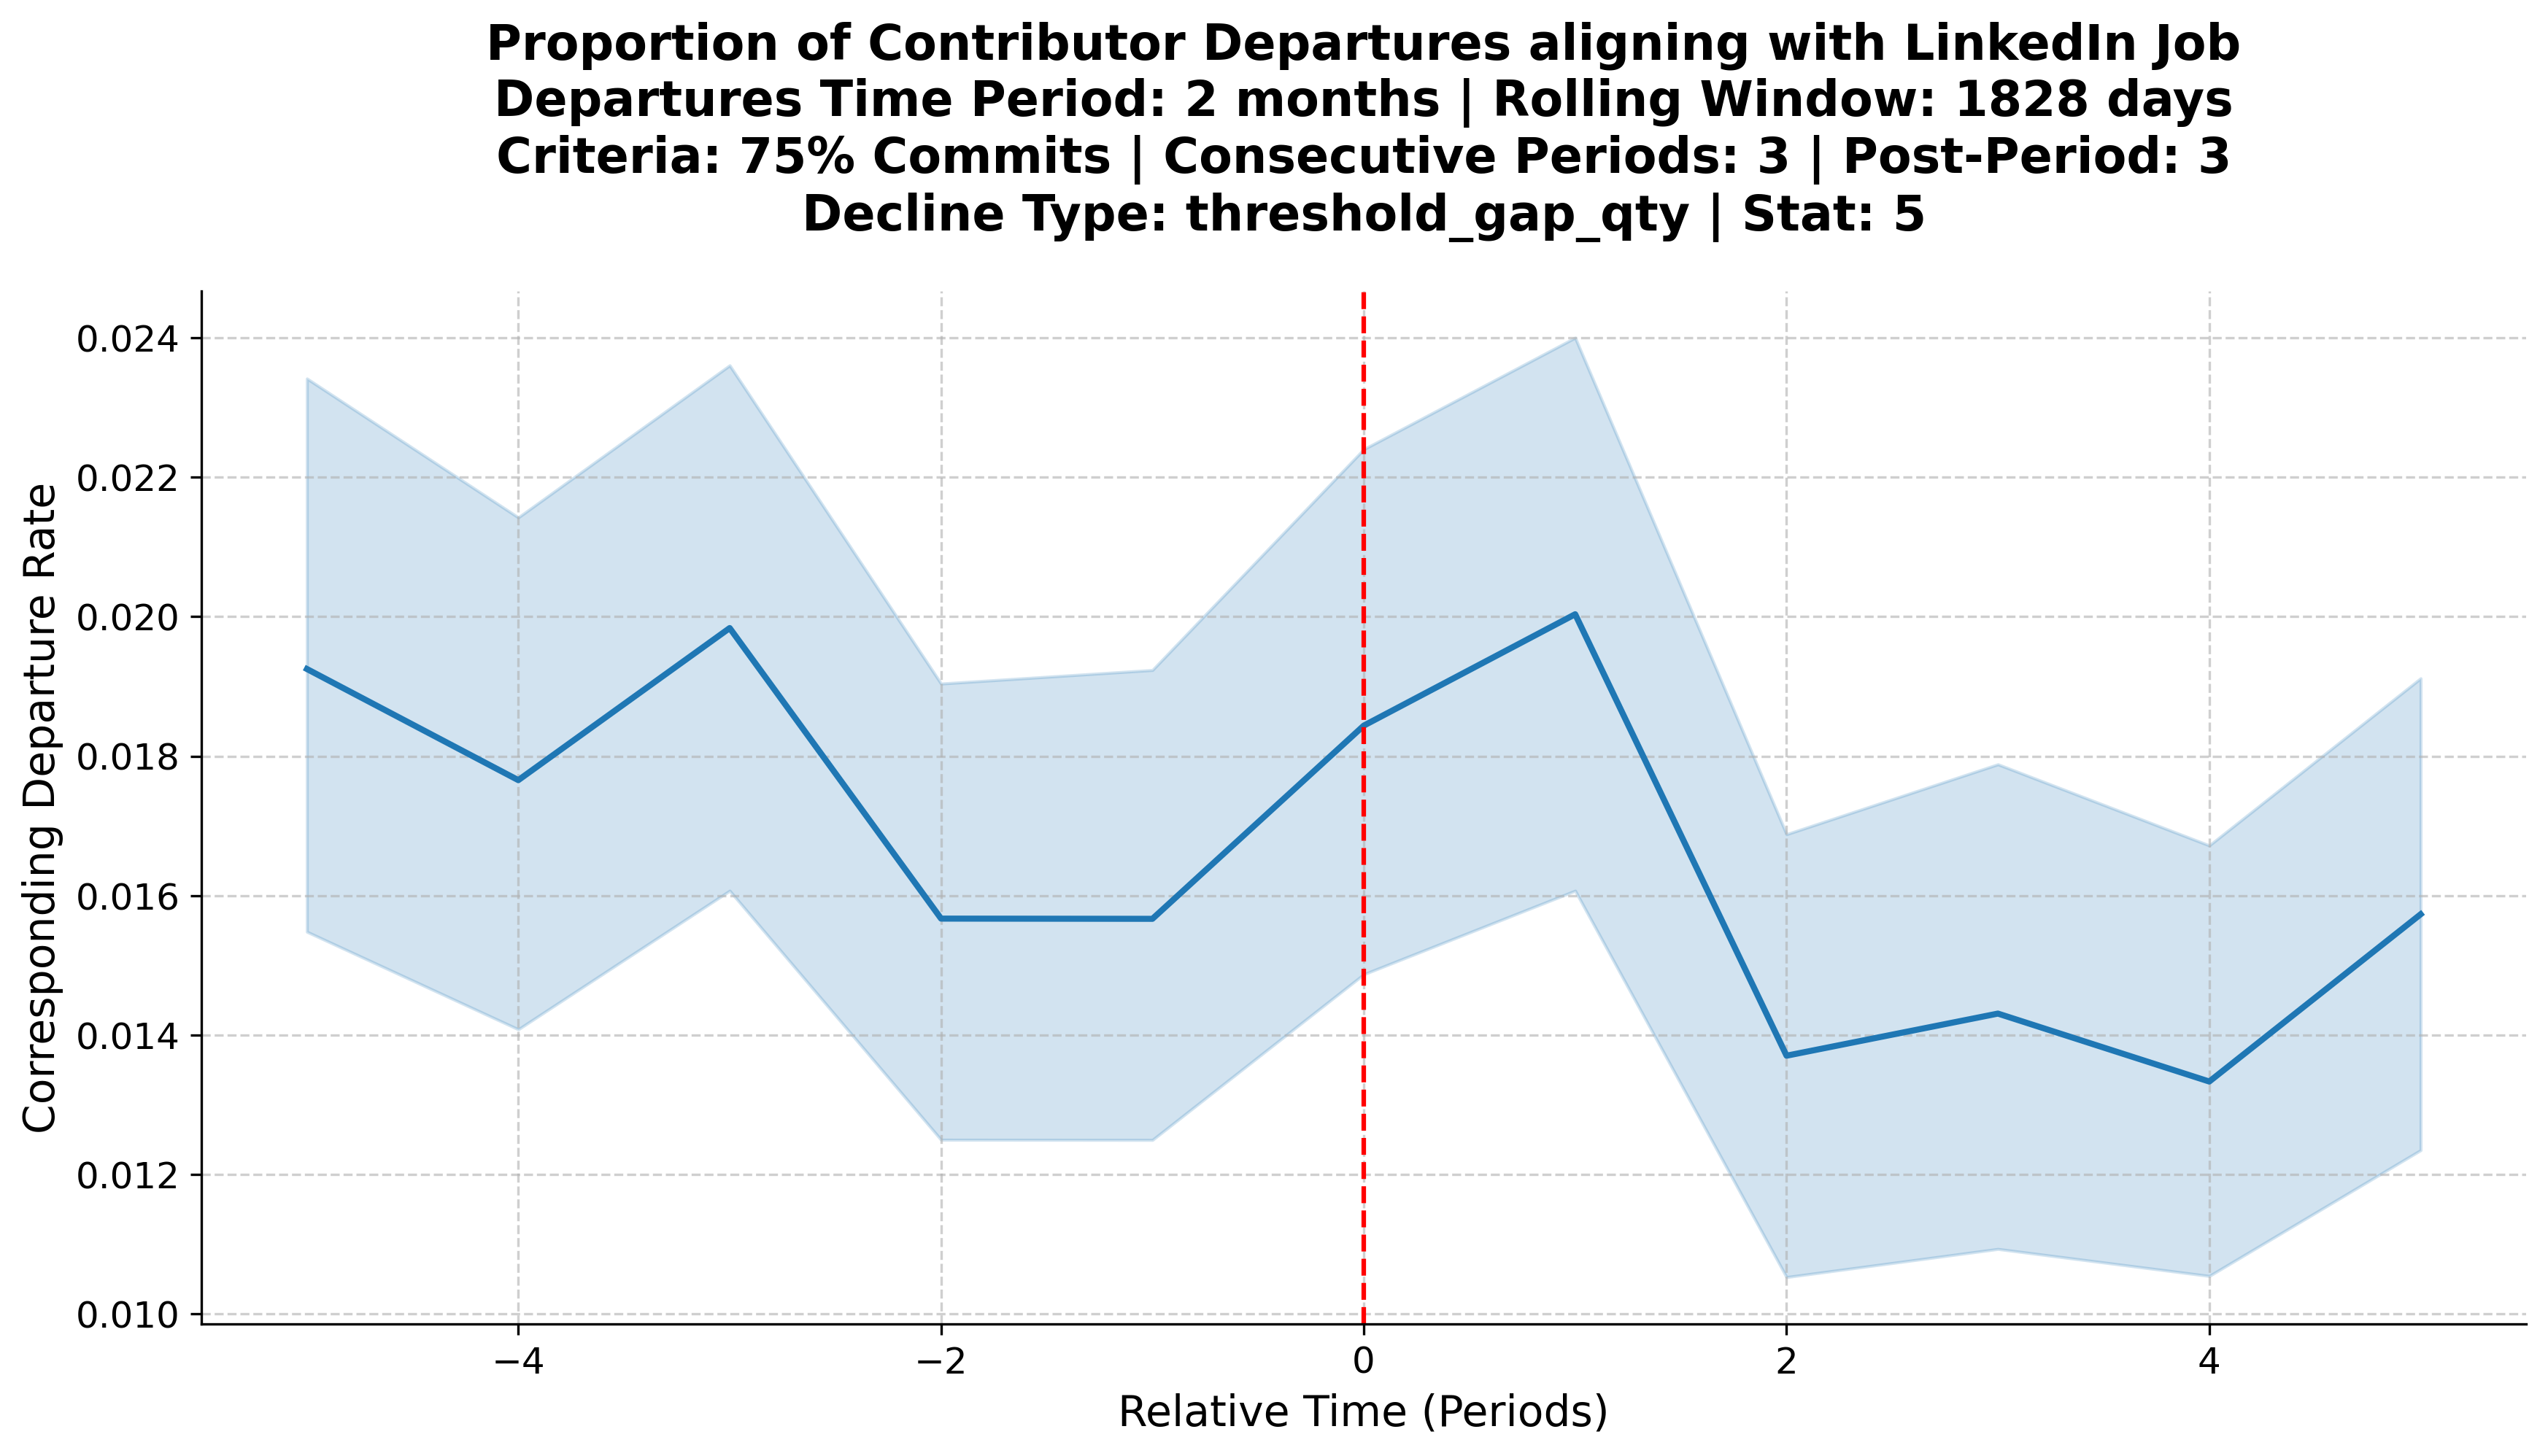 Proportion of Contributor Departures aligning with LinkedIn Job
Departures Time Period: 2 months | Rolling Window: 1828 days
Criteria: 75% Commits | Consecutive Periods: 3 | Post-Period: 3
Decline Type: threshold_gap_qty | Stat: 5
Corresponding Departure Rate
0.024
0.022
0.020
0.018
0.016
0.014
0.012
0.010
−4
−2
0
2
4
Relative Time (Periods)